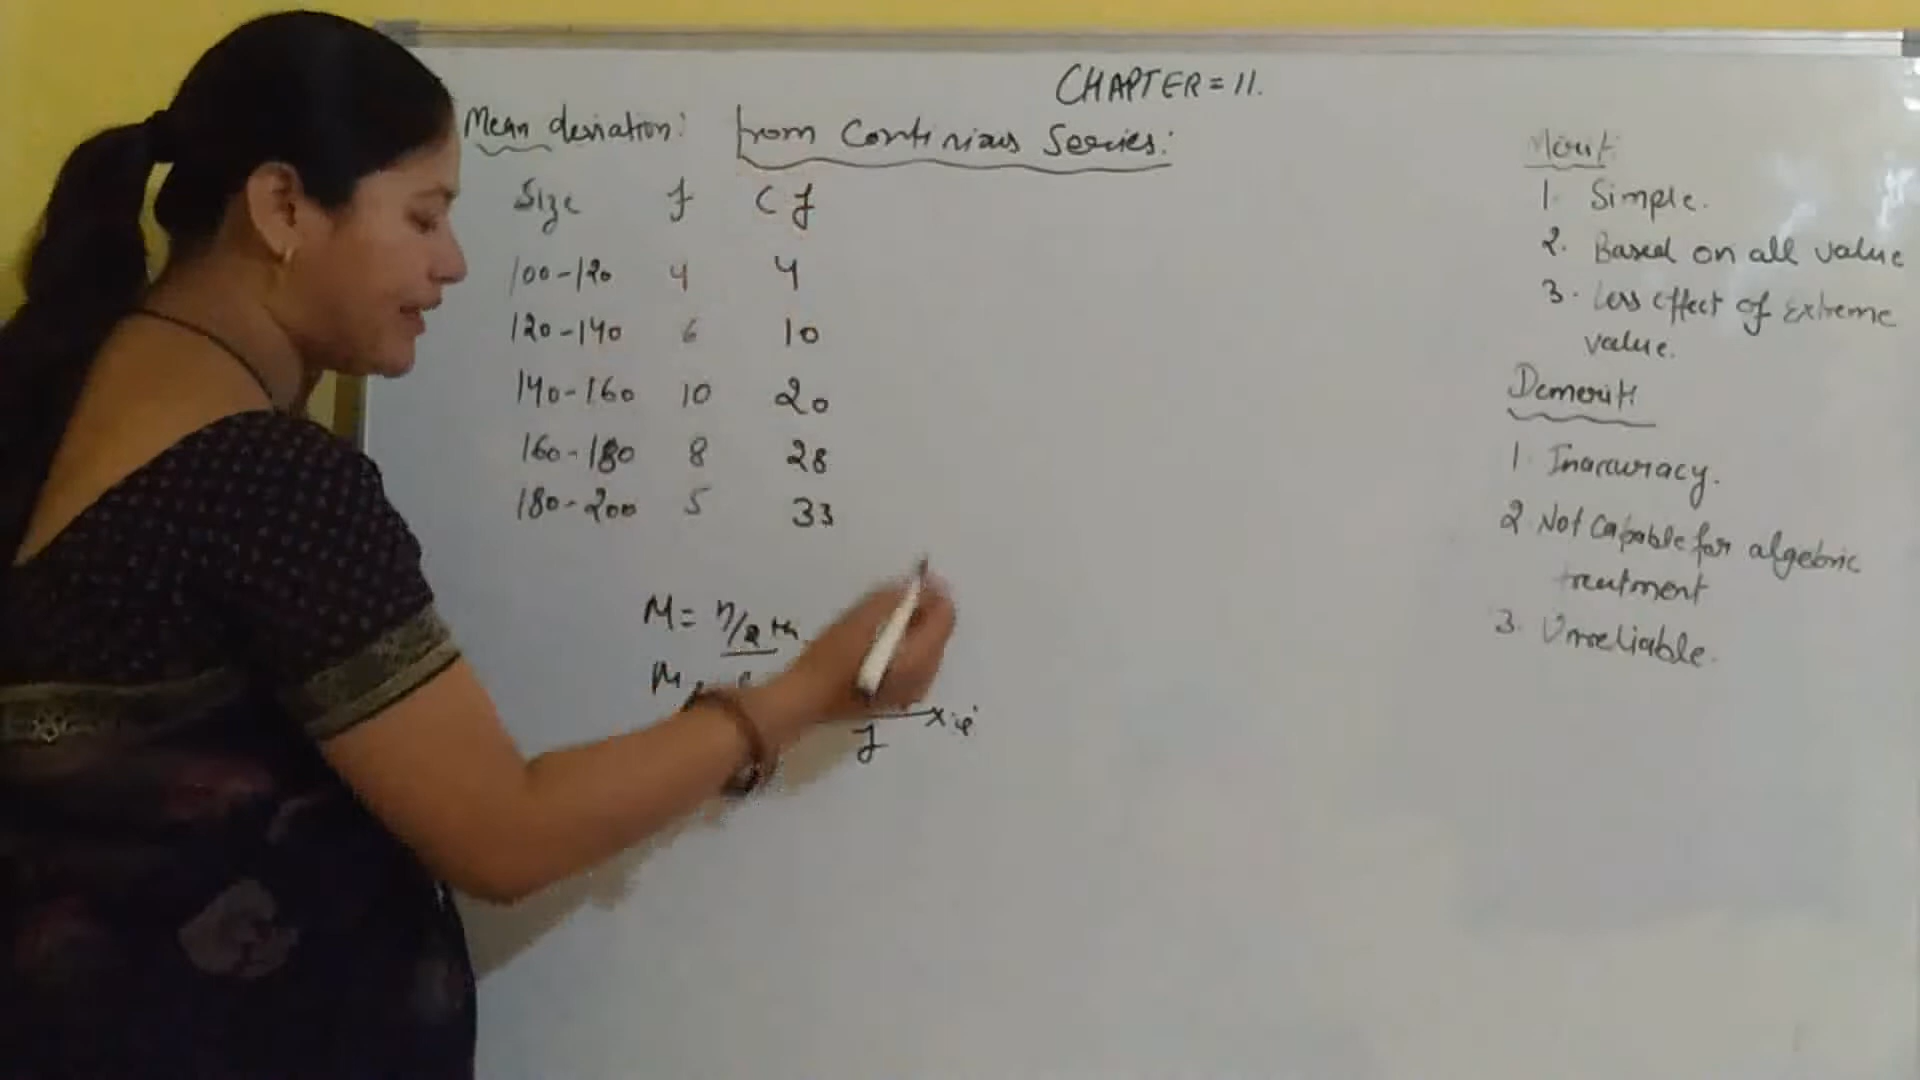 CHAPTER = 11.
Mean deviation: from Continious Series:
Size f C f
100-120 4 4
120-140 6 10
140-160 10 20
160-180 8 28
180-200 5 33
M = n/2 th
M
f × i
Merit:
1. Simple.
2. Based on all value
3. Less effect of Extreme
value.
Demerit:
1. Inaccuracy.
2 Not Capable for algebric
treatment
3. Unreliable.